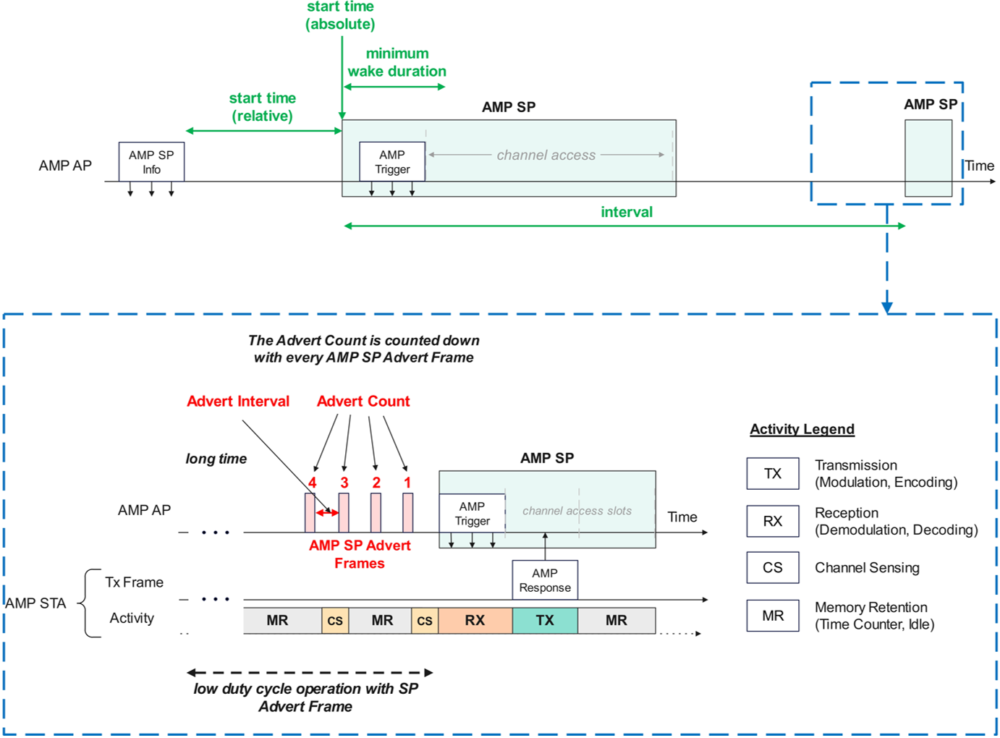 start time
(absolute)
minimum
wake duration
start time
(relative)
AMP SP
AMP SP
AMP AP
AMP SP
Info
AMP
Trigger
channel access
Time
interval
The Advert Count is counted down
with every AMP SP Advert Frame
Advert Interval
Advert Count
long time
4 3 2 1
AMP SP
AMP AP
AMP
Trigger
channel access slots
Time
AMP SP Advert
Frames
AMP STA
Tx Frame
AMP
Response
Activity
MR CS MR CS RX TX MR
low duty cycle operation with SP
Advert Frame
Activity Legend
TX
Transmission
(Modulation, Encoding)
RX
Reception
(Demodulation, Decoding)
CS
Channel Sensing
MR
Memory Retention
(Time Counter, Idle)